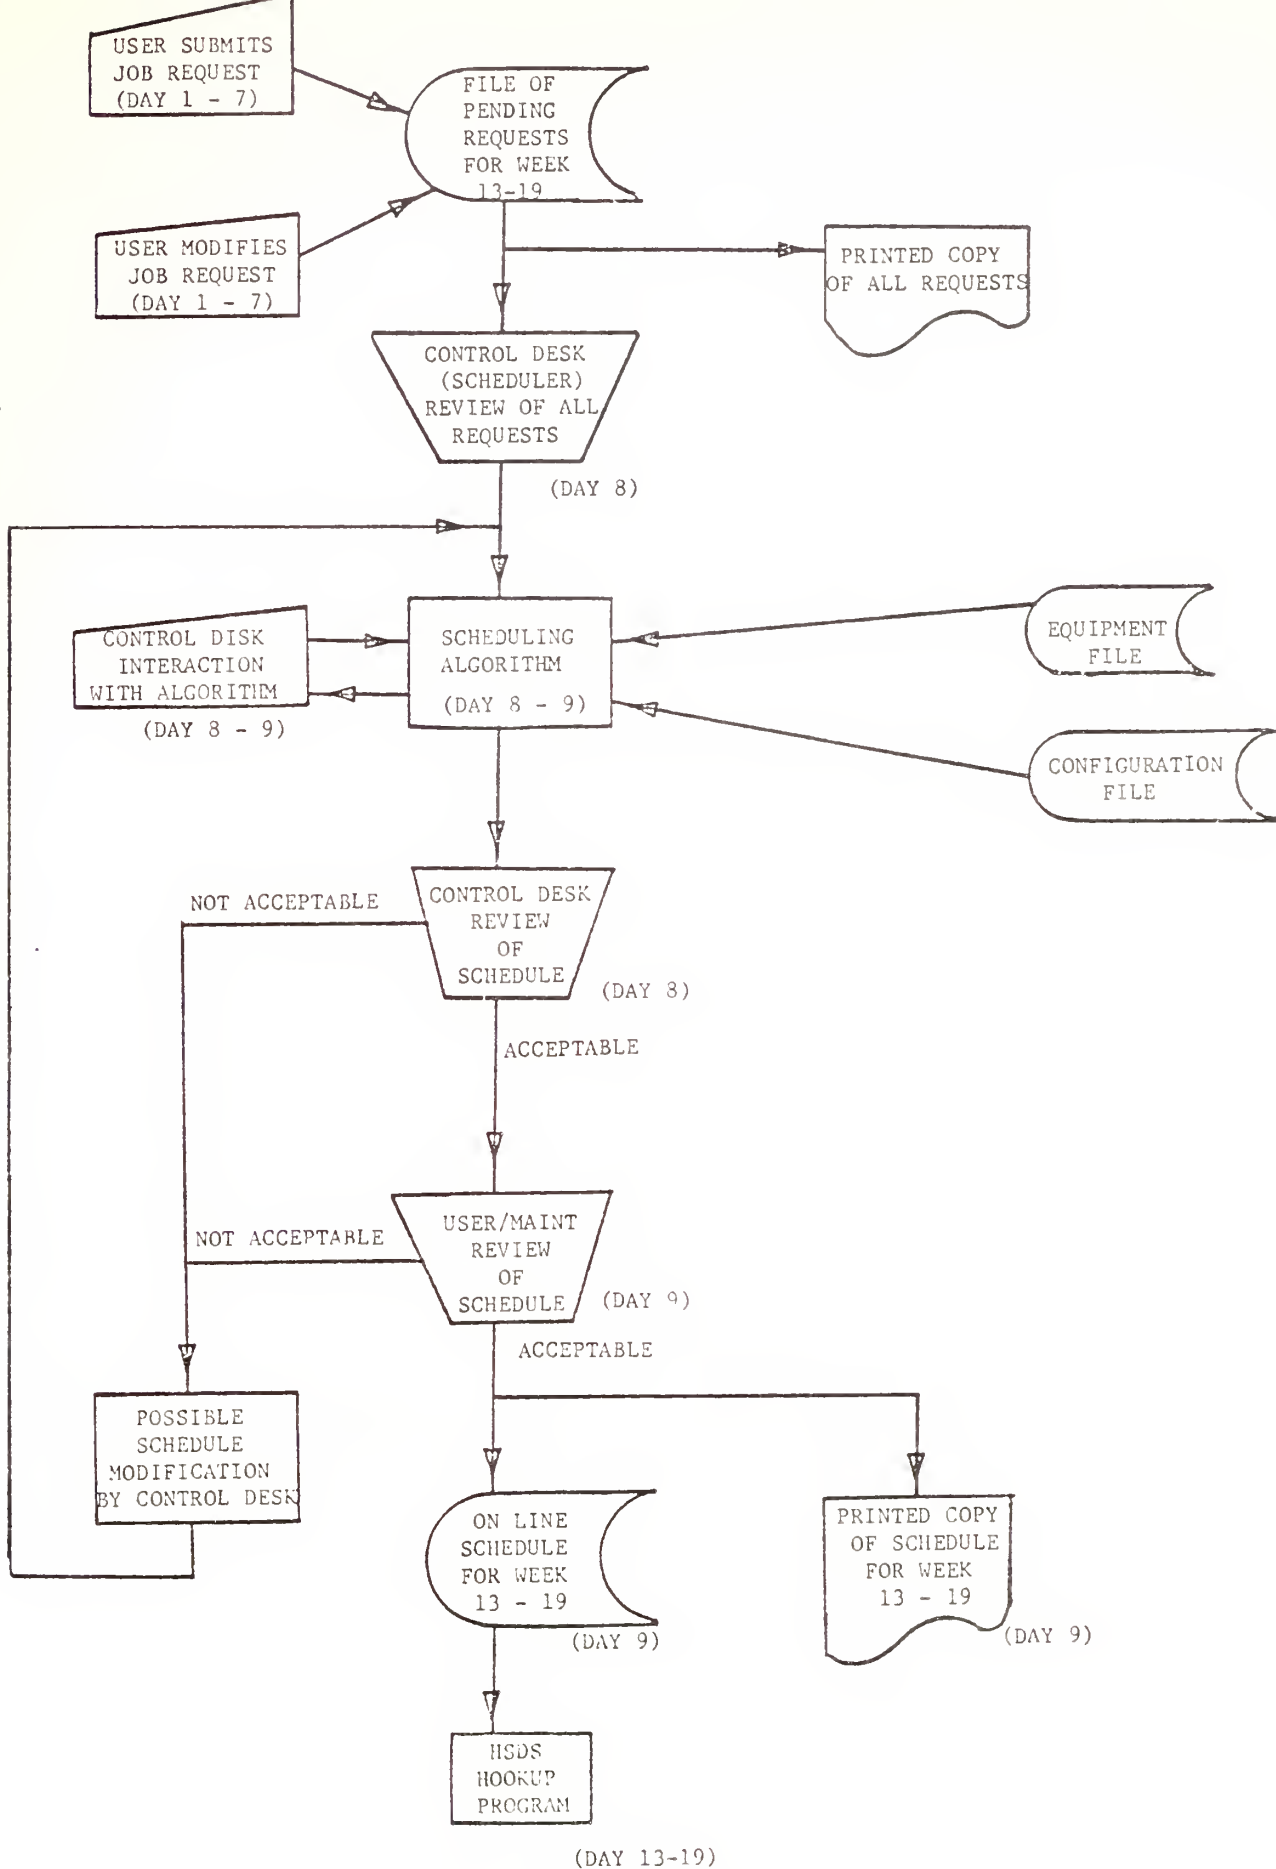 USER SUBMITS
JOB REQUEST
(DAY 1 - 7)
FILE OF
PENDING
REQUESTS
FOR WEEK
13-19
USER MODIFIES
JOB REQUEST
(DAY 1 - 7)
PRINTED COPY
OF ALL REQUESTS
CONTROL DESK
(SCHEDULER)
REVIEW OF ALL
REQUESTS
(DAY 8)
CONTROL DISK
INTERACTION
WITH ALGORITHM
(DAY 8 - 9)
SCHEDULING
ALGORITHM
(DAY 8 - 9)
EQUIPMENT
FILE
CONFIGURATION
FILE
NOT ACCEPTABLE
CONTROL DESK
REVIEW
OF
SCHEDULE
(DAY 8)
ACCEPTABLE
NOT ACCEPTABLE
USER/MAINT
REVIEW
OF
SCHEDULE
(DAY 9)
ACCEPTABLE
POSSIBLE
SCHEDULE
MODIFICATION
BY CONTROL DESK
ON LINE
SCHEDULE
FOR WEEK
13 - 19
(DAY 9)
PRINTED COPY
OF SCHEDULE
FOR WEEK
13 - 19
(DAY 9)
HSDS
HOOKUP
PROGRAM
(DAY 13-19)